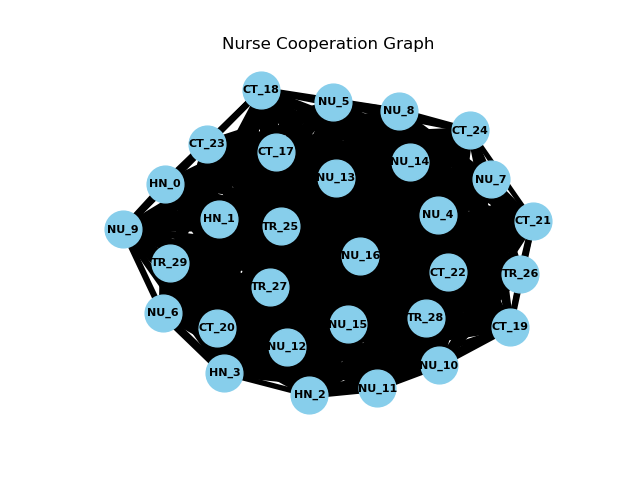 Nurse Cooperation Graph
CT_18
NU_5
NU_8
CT_24
CT_23
CT_17
NU_14
NU_13
NU_7
HN_0
HN_1
NU_4
CT_21
NU_9
TR_25
NU_16
TR_29
CT_22
TR_26
TR_27
NU_6
CT_20
NU_15
TR_28
CT_19
NU_12
HN_3
NU_10
HN_2
NU_11